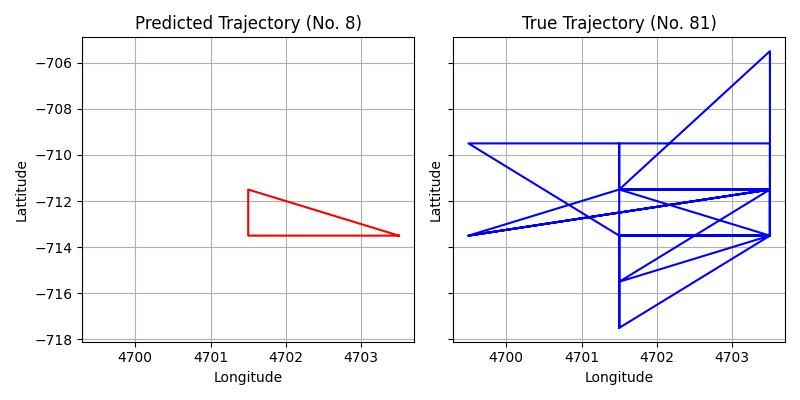 Predicted Trajectory (No. 8)
True Trajectory (No. 81)
−706
−708
−710
−712
−714
−716
−718
Lattitude
Lattitude
4700
4701
4702
4703
4700
4701
4702
4703
Longitude
Longitude